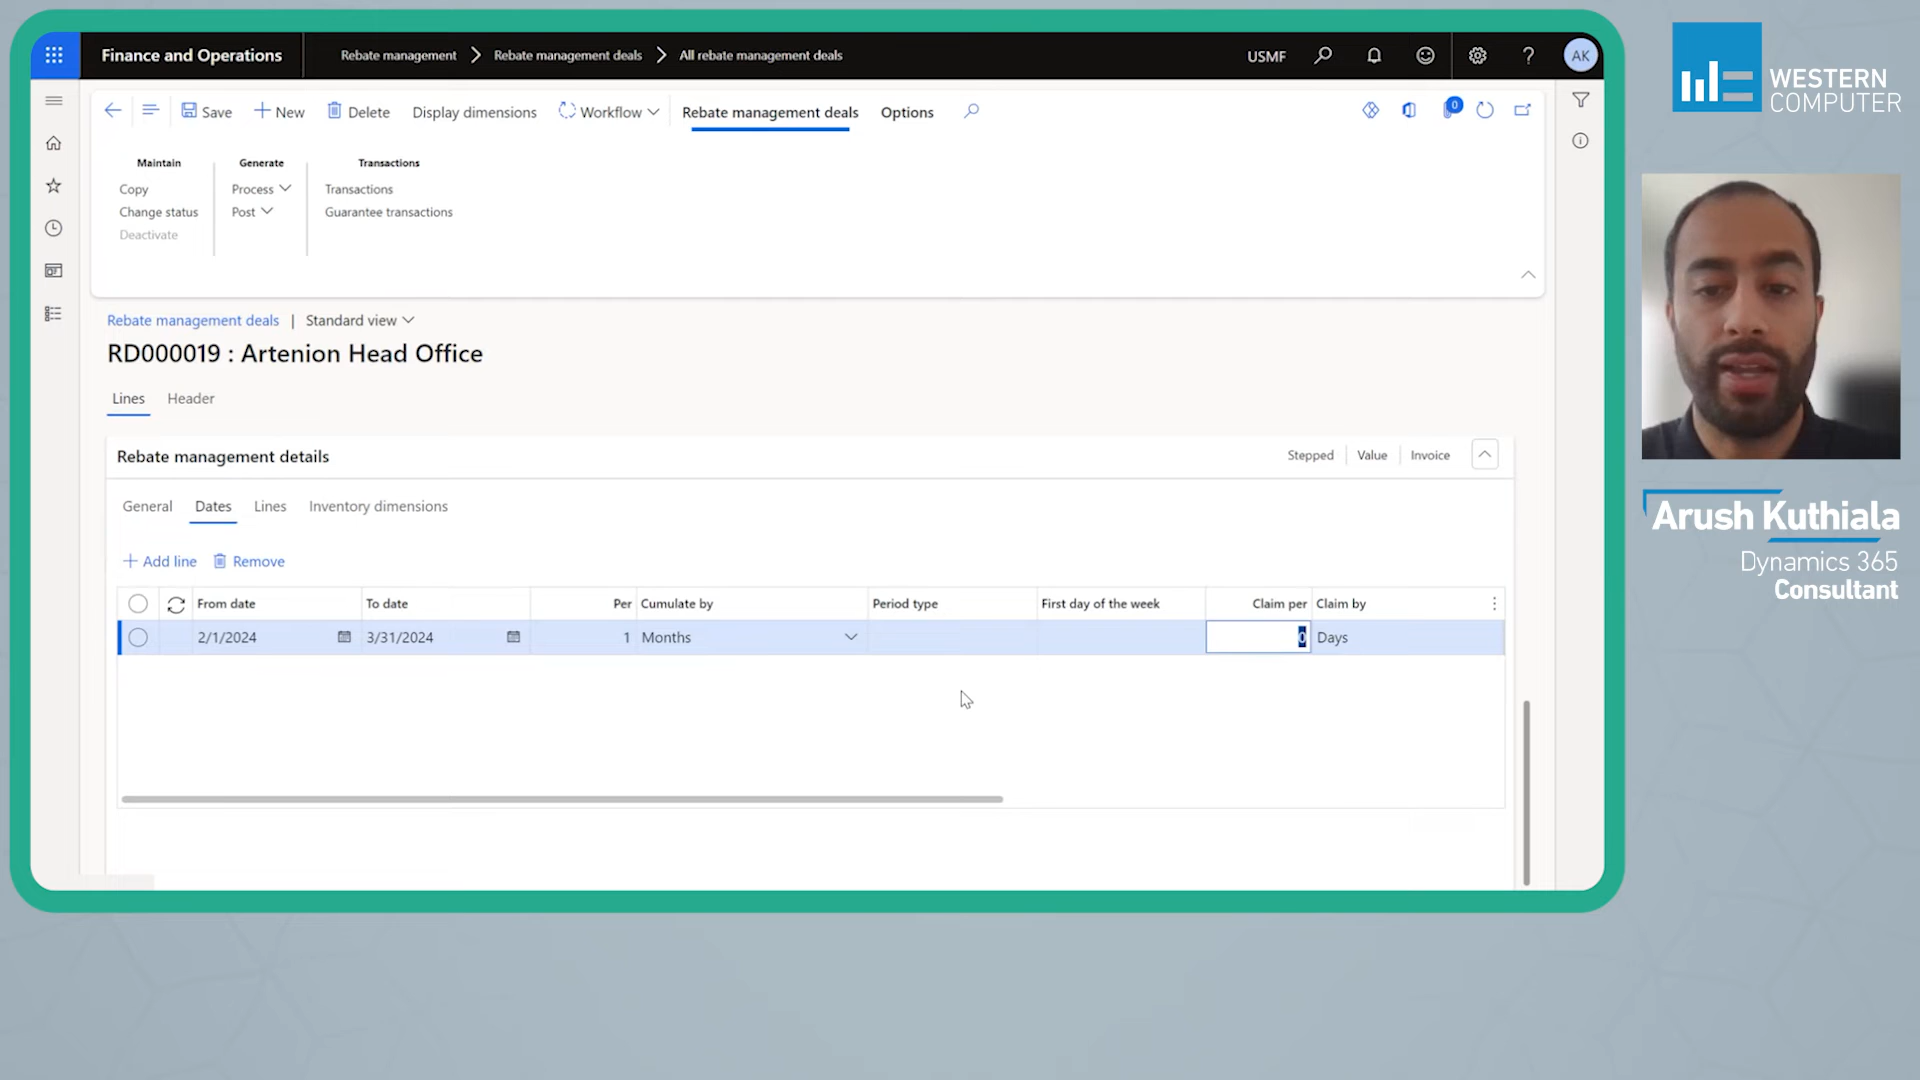 Finance and Operations
Rebate management
Rebate management deals
All rebate management deals
USMF
?
AK
Save
New
Delete
Display dimensions
Workflow
Rebate management deals
Options
0
Maintain
Generate
Transactions
Copy
Process
Transactions
Change status
Post
Guarantee transactions
Deactivate
Rebate management deals | Standard view
RD000019 : Artenion Head Office
Lines
Header
Rebate management details
Stepped
Value
Invoice
General
Dates
Lines
Inventory dimensions
Add line
Remove
From date
To date
Per
Cumulate by
Period type
First day of the week
Claim per
Claim by
2/1/2024
3/31/2024
1
Months
0
Days
WESTERN
COMPUTER
Arush Kuthiala
Dynamics 365
Consultant